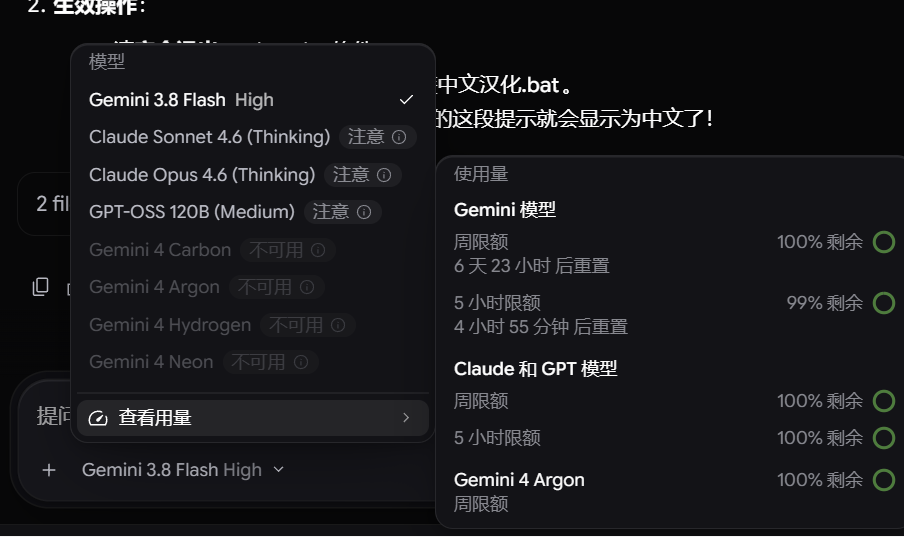 2. 生效操作：
模型
Gemini 3.8 Flash High
Claude Sonnet 4.6 (Thinking) 注意
Claude Opus 4.6 (Thinking) 注意
GPT-OSS 120B (Medium) 注意
Gemini 4 Carbon 不可用
Gemini 4 Argon 不可用
Gemini 4 Hydrogen 不可用
Gemini 4 Neon 不可用
查看用量
中文汉化.bat。
的这段提示就会显示为中文了！
2 fil
提问
Gemini 3.8 Flash High
使用量
Gemini 模型
周限额 100% 剩余
6 天 23 小时 后重置
5 小时限额 99% 剩余
4 小时 55 分钟 后重置
Claude 和 GPT 模型
周限额 100% 剩余
5 小时限额 100% 剩余
Gemini 4 Argon 100% 剩余
周限额